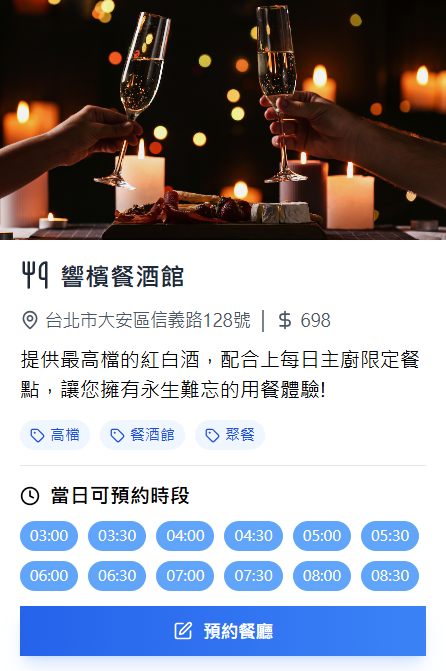 響檳餐酒館
台北市大安區信義路128號 | $ 698
提供最高檔的紅白酒，配合上每日主廚限定餐
點，讓您擁有永生難忘的用餐體驗!
高檔 餐酒館 聚餐
當日可預約時段
03:00 03:30 04:00 04:30 05:00 05:30
06:00 06:30 07:00 07:30 08:00 08:30
預約餐廳